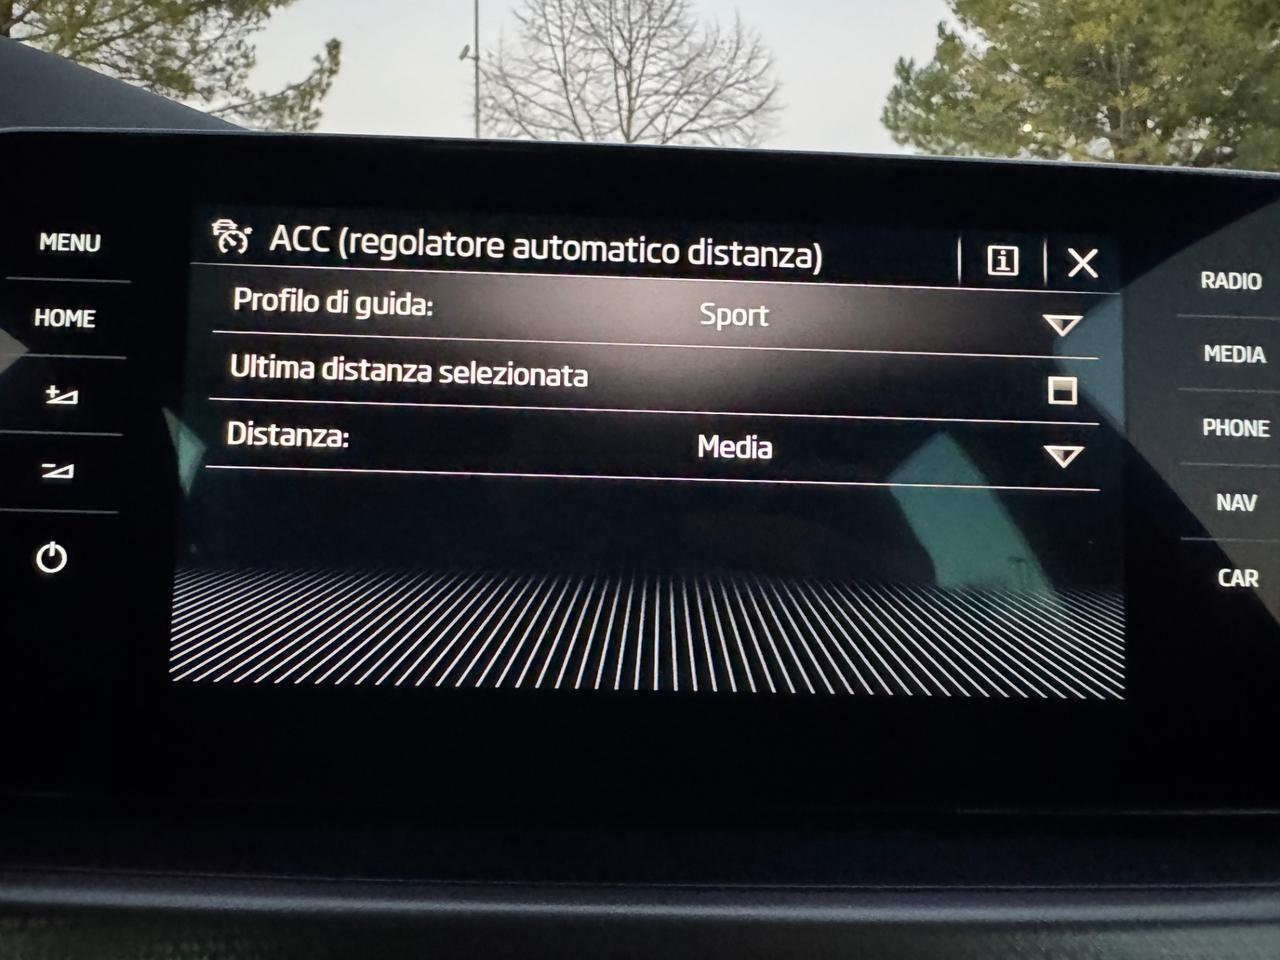 MENU
HOME
ACC (regolatore automatico distanza)
i
Profilo di guida: Sport
Ultima distanza selezionata
Distanza: Media
RADIO
MEDIA
PHONE
NAV
CAR